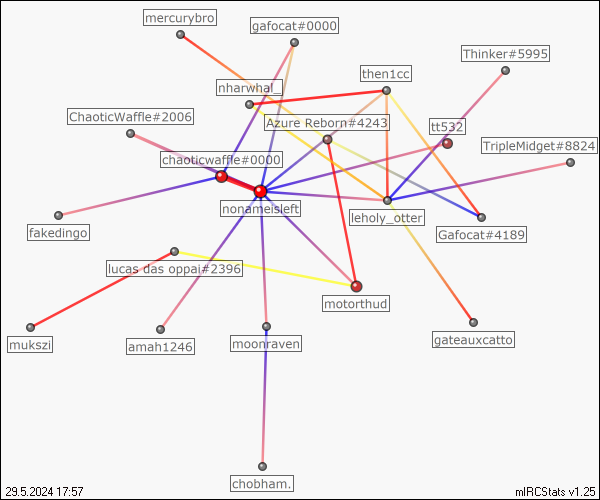 mercurybro
gafocat#0000
Thinker#5995
then1cc
nharwhal_
ChaoticWaffle#2006
Azure Reborn#4243
tt532
TripleMidget#8824
chaoticwaffle#0000
nonameisleft
leholy_otter
fakedingo
Gafocat#4189
lucas das oppai#2396
motorthud
mukszi
amah1246
moonraven
gateauxcatto
chobham.
29.5.2024 17:57
mIRCStats v1.25